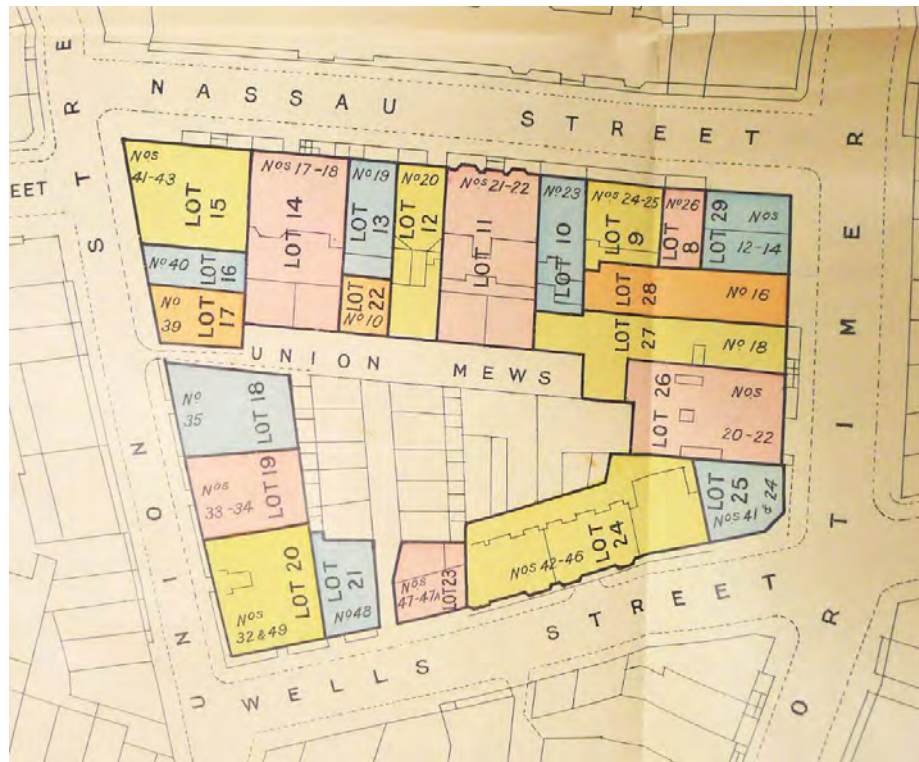 NASSAU STREET
EET
UNION STRE
ORTIMER
Nos 41-43
LOT 15
Nos 17-18
LOT 14
No 19
LOT 13
No 20
LOT 12
Nos 21-22
LOT 11
No 23
LOT 10
Nos 24-25
LOT 9
No 26
LOT 8
LOT 29
Nos 12-14
No 40
LOT 16
No 39
LOT 17
LOT 22
No 10
LOT 28
No 16
LOT 27
No 18
UNION MEWS
No 35
LOT 18
LOT 26
Nos 20-22
Nos 33-34
LOT 19
LOT 25
Nos 41 & 24
LOT 24
Nos 42-46
LOT 20
Nos 32 & 49
LOT 21
No 48
Nos 47-47A
LOT 23
WELLS STREET